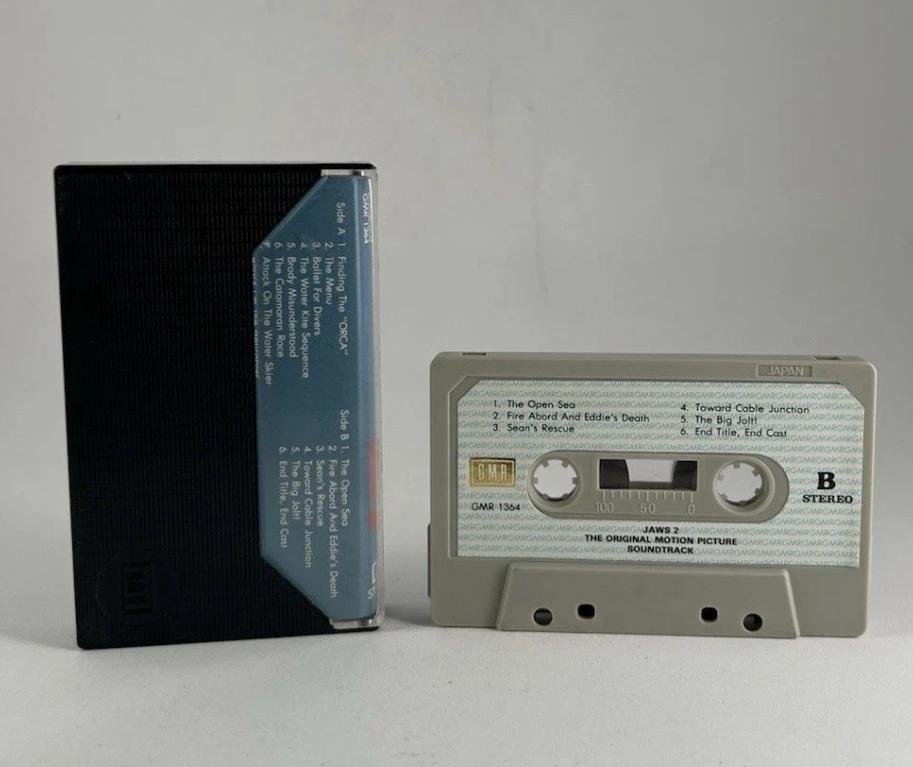 GMR 1364
Side A 1. Finding The "ORCA"
2. The Menu
3. Ballet For Divers
4. The Water Kite Sequence
5. Brody Misunderstood
6. The Catamaran Race
7. Attack On The Water Skier
Side B 1. The Open Sea
2. Fire Abord And Eddie's Death
3. Sean's Rescue
4. Toward Cable Junction
5. The Big Jolt!
6. End Title, End Cast
JAPAN
1. The Open Sea
2. Fire Abord And Eddie's Death
3. Sean's Rescue
4. Toward Cable Junction
5. The Big Jolt!
6. End Title, End Cast
GMR
GMR 1364
100 50 0
B
STEREO
JAWS 2
THE ORIGINAL MOTION PICTURE
SOUNDTRACK